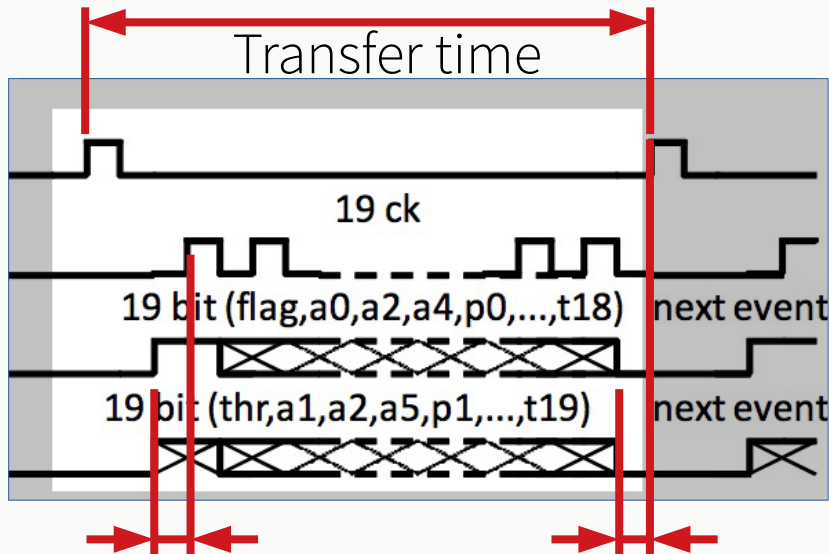 Transfer time
19 ck
19 bit (flag,a0,a2,a4,p0,...,t18)
next event
19 bit (thr,a1,a2,a5,p1,...,t19)
next event